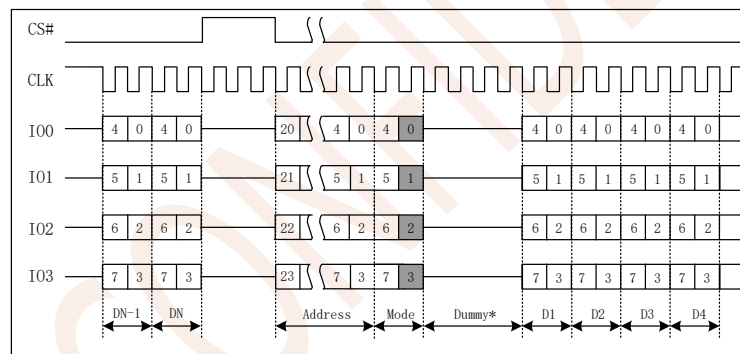 CS#
CLK
IO0 4 0 4 0 20 4 0 4 0 4 0 4 0 4 0 4 0
IO1 5 1 5 1 21 5 1 5 1 5 1 5 1 5 1 5 1
IO2 6 2 6 2 22 6 2 6 2 6 2 6 2 6 2 6 2
IO3 7 3 7 3 23 7 3 7 3 7 3 7 3 7 3 7 3
DN-1 DN Address Mode Dummy* D1 D2 D3 D4